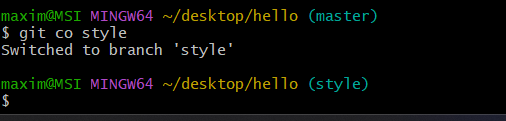 maxim@MSI MINGW64 ~/desktop/hello (master)
$ git co style
Switched to branch 'style'
maxim@MSI MINGW64 ~/desktop/hello (style)
$